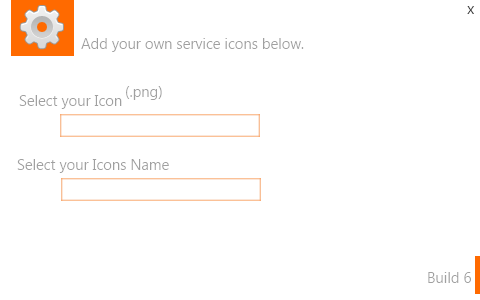 x
Add your own service icons below.
Select your Icon (.png)
Select your Icons Name
Build 6